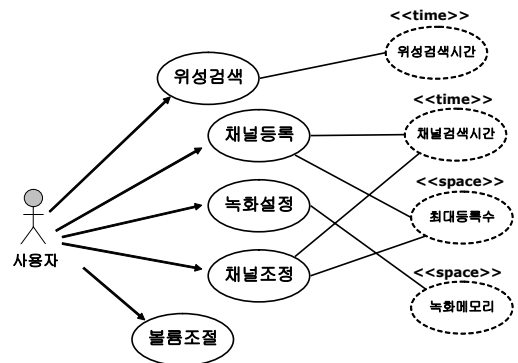 <<time>>
위성검색
위성검색시간
<<time>>
채널등록
채널검색시간
<<space>>
녹화설정
최대등록수
사용자
채널조정
<<space>>
녹화메모리
볼륨조절